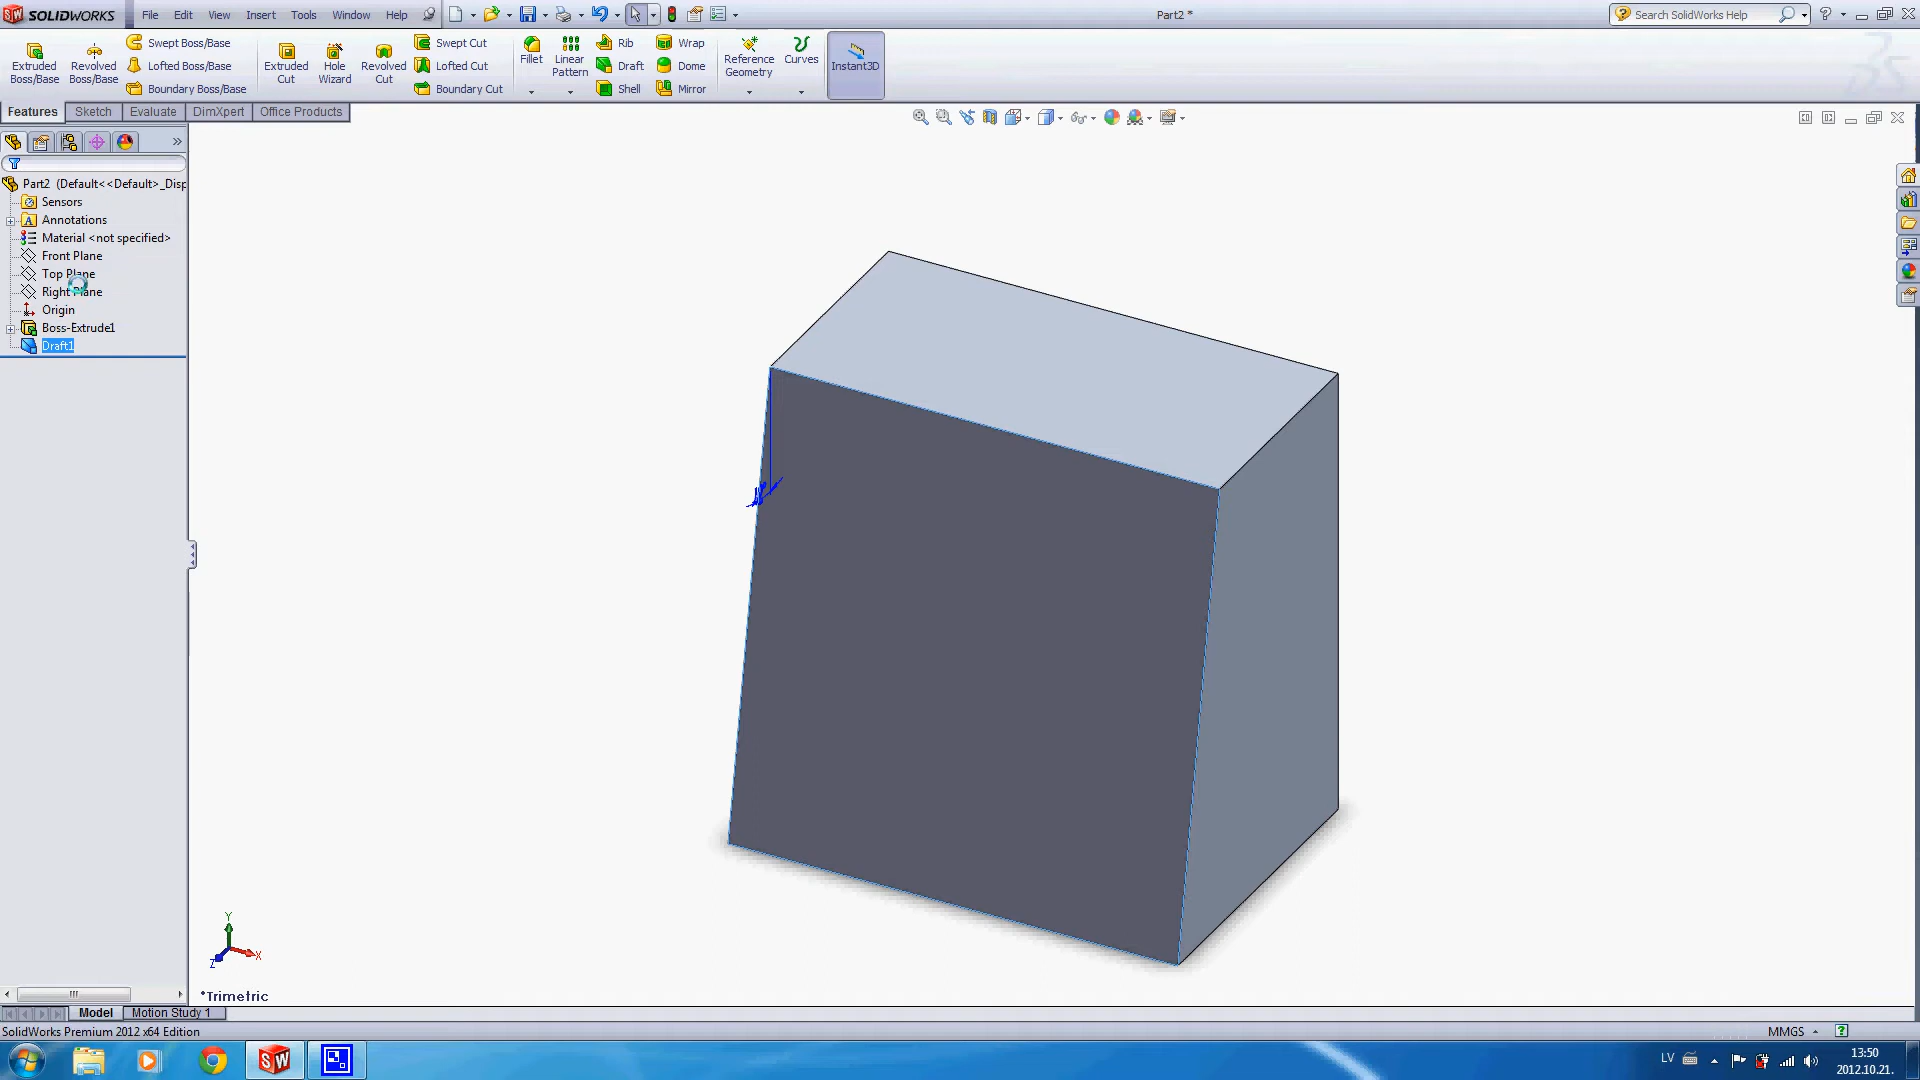 SOLIDWORKS File Edit View Insert Tools Window Help Part2 * Search SolidWorks Help
Extruded Boss/Base
Revolved Boss/Base
Swept Boss/Base
Lofted Boss/Base
Boundary Boss/Base
Extruded Cut
Hole Wizard
Revolved Cut
Swept Cut
Lofted Cut
Boundary Cut
Fillet
Linear Pattern
Rib
Draft
Shell
Wrap
Dome
Mirror
Reference Geometry
Curves
Instant3D
Features Sketch Evaluate DimXpert Office Products
Part2 (Default<<Default>_Disp
Sensors
Annotations
Material <not specified>
Front Plane
Top Plane
Right Plane
Origin
Boss-Extrude1
Draft1
Y
X
Z
*Trimetric
Model Motion Study 1
SolidWorks Premium 2012 x64 Edition MMGS
LV 13:50
2012.10.21.